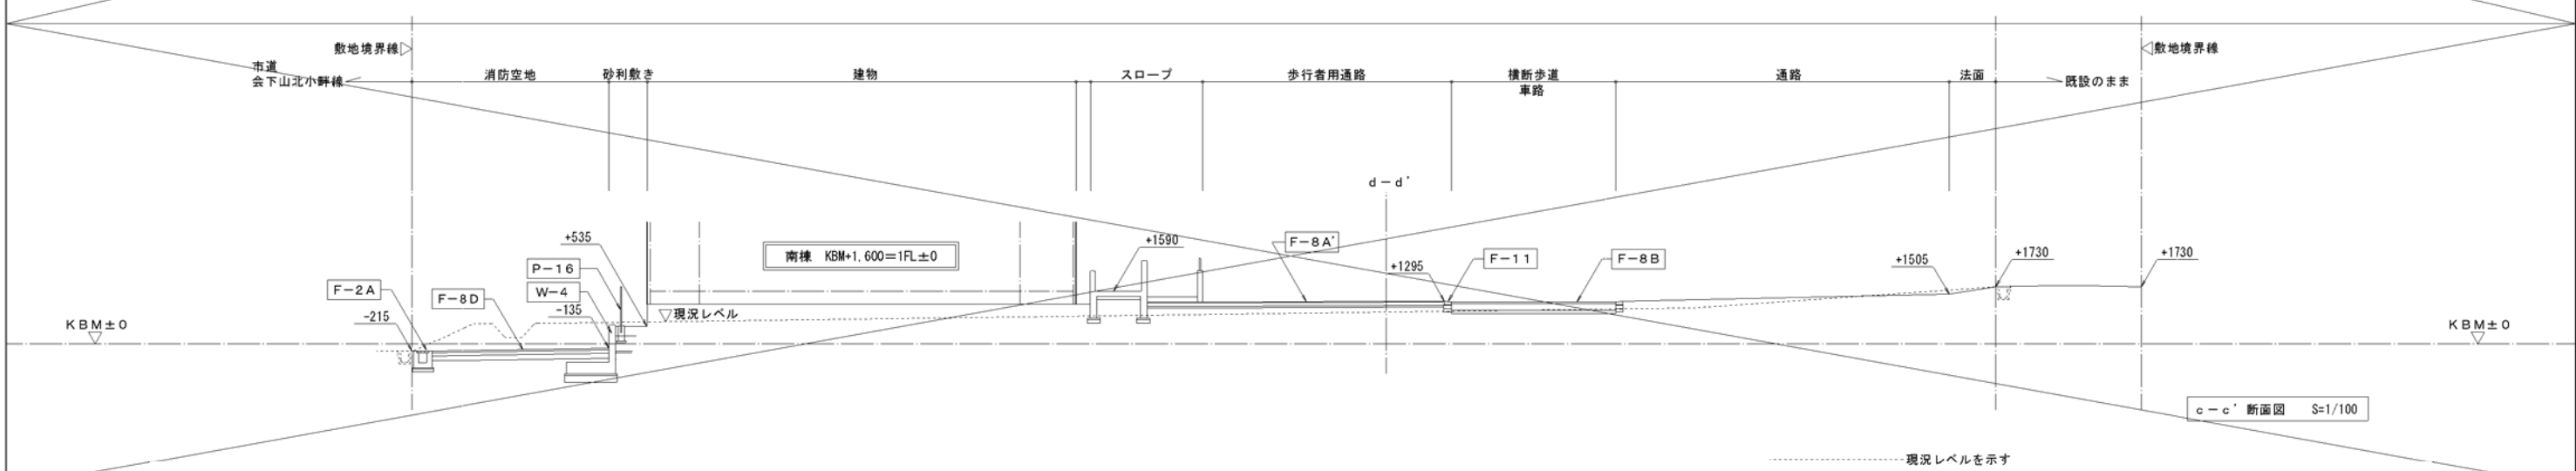 敷地境界線
敷地境界線
市道
会下山北小畔線
消防空地
砂利敷き
建物
スロープ
歩行者用通路
横断歩道
車路
通路
法面
既設のまま
d－d'
+535
南棟 KBM+1,600=1FL±0
+1590
F－8A'
+1295
F－11
F－8B
+1505
+1730
+1730
P－16
F－2A
F－8D
W－4
-215
-135
現況レベル
KBM±0
KBM±0
c－c' 断面図 S=1/100
現況レベルを示す